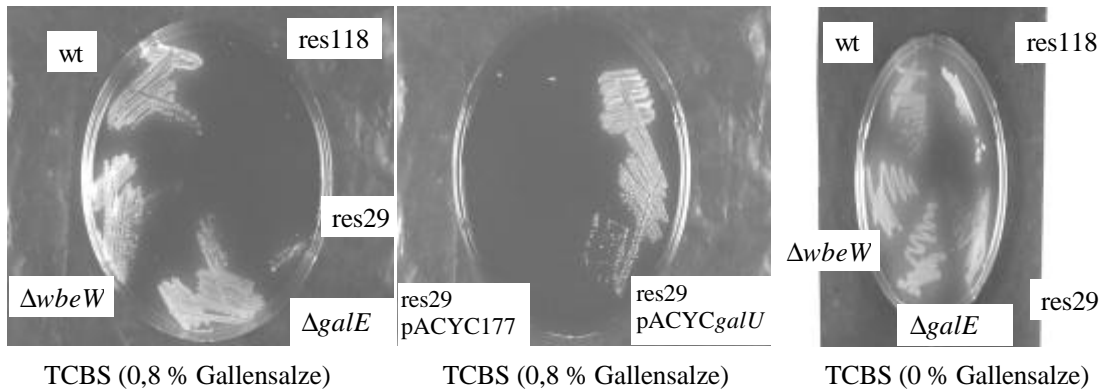 wt
res118
res29
ΔwbeW
ΔgalE
TCBS (0,8 % Gallensalze)
res29
pACYC177
res29
pACYCgalU
TCBS (0,8 % Gallensalze)
wt
res118
ΔwbeW
res29
ΔgalE
TCBS (0 % Gallensalze)